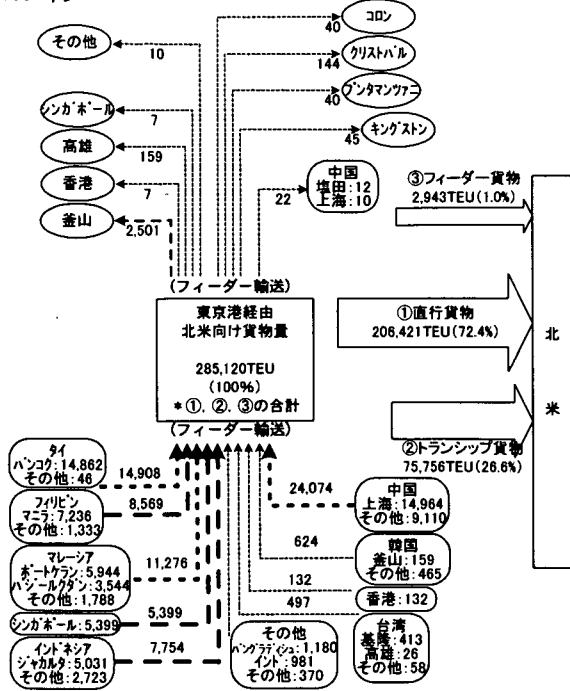 その他
10
シンガポール
7
高雄
159
香港
7
釜山
2,501
コロン
40
クリストバル
144
プンタマンツァニ
40
キングストン
45
中国
塩田:12
上海:10
22
③フィーダー貨物
2,943TEU(1.0%)
(フィーダー輸送)
東京港経由
北米向け貨物量
285,120TEU
(100%)
*①,②,③の合計
(フィーダー輸送)
①直行貨物
206,421TEU(72.4%)
②トランシップ貨物
75,756TEU(26.6%)
北
米
タイ
バンコク:14,862
その他:46
14,908
フィリピン
マニラ:7,236
その他:1,333
8,569
マレーシア
ポートケラン:5,944
パシールグダン:3,544
その他:1,788
11,276
シンガポール:5,399
5,399
インドネシア
ジャカルタ:5,031
その他:2,723
7,754
その他
バングラディシュ:1,180
インド:981
その他:370
24,074
中国
上海:14,964
その他:9,110
624
韓国
釜山:159
その他:465
132
香港:132
497
台湾
基隆:413
高雄:26
その他:58